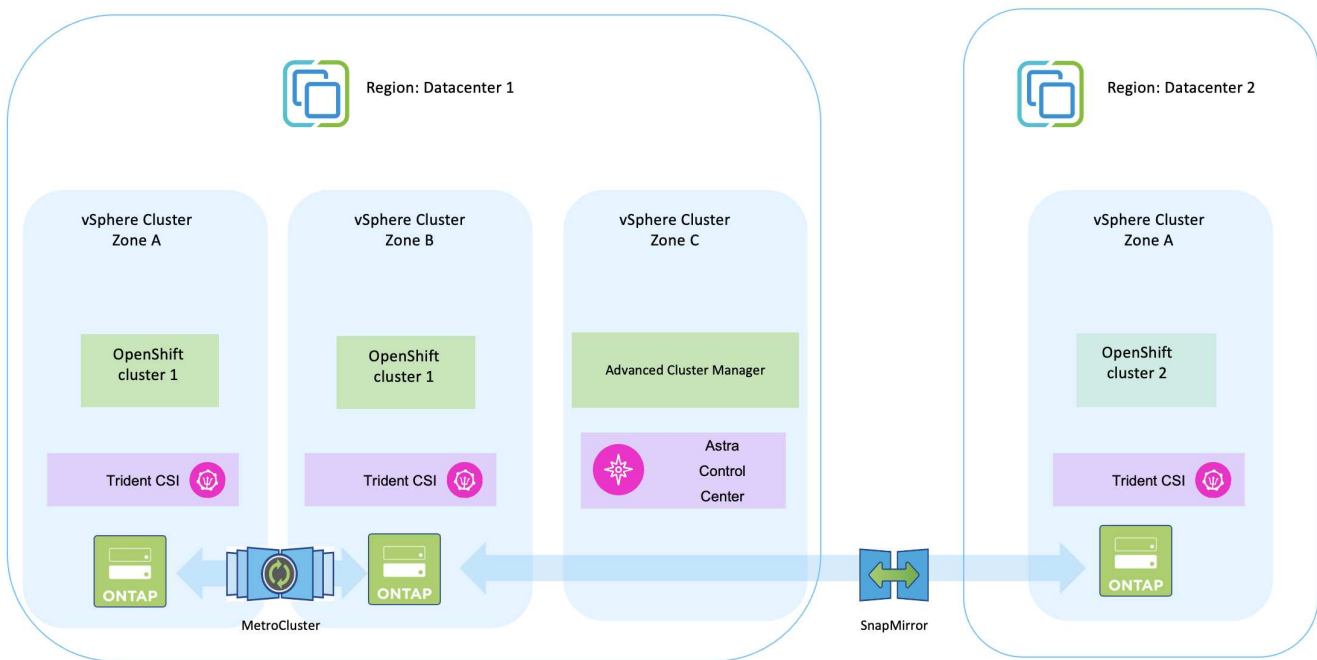 Region: Datacenter 1
Region: Datacenter 2
vSphere Cluster
Zone A
vSphere Cluster
Zone B
vSphere Cluster
Zone C
vSphere Cluster
Zone A
OpenShift
cluster 1
OpenShift
cluster 1
Advanced Cluster Manager
OpenShift
cluster 2
Trident CSI
Trident CSI
Astra
Control
Center
Trident CSI
ONTAP
ONTAP
ONTAP
MetroCluster
SnapMirror